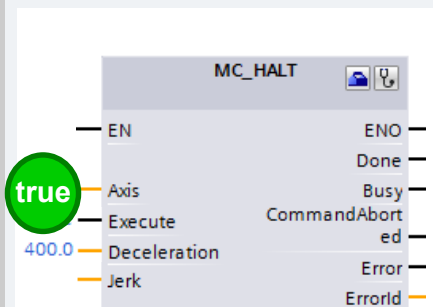 MC_HALT
EN ENO
Done
true Axis Busy
Execute CommandAbort
ed
400.0 Deceleration
Error
Jerk
ErrorId